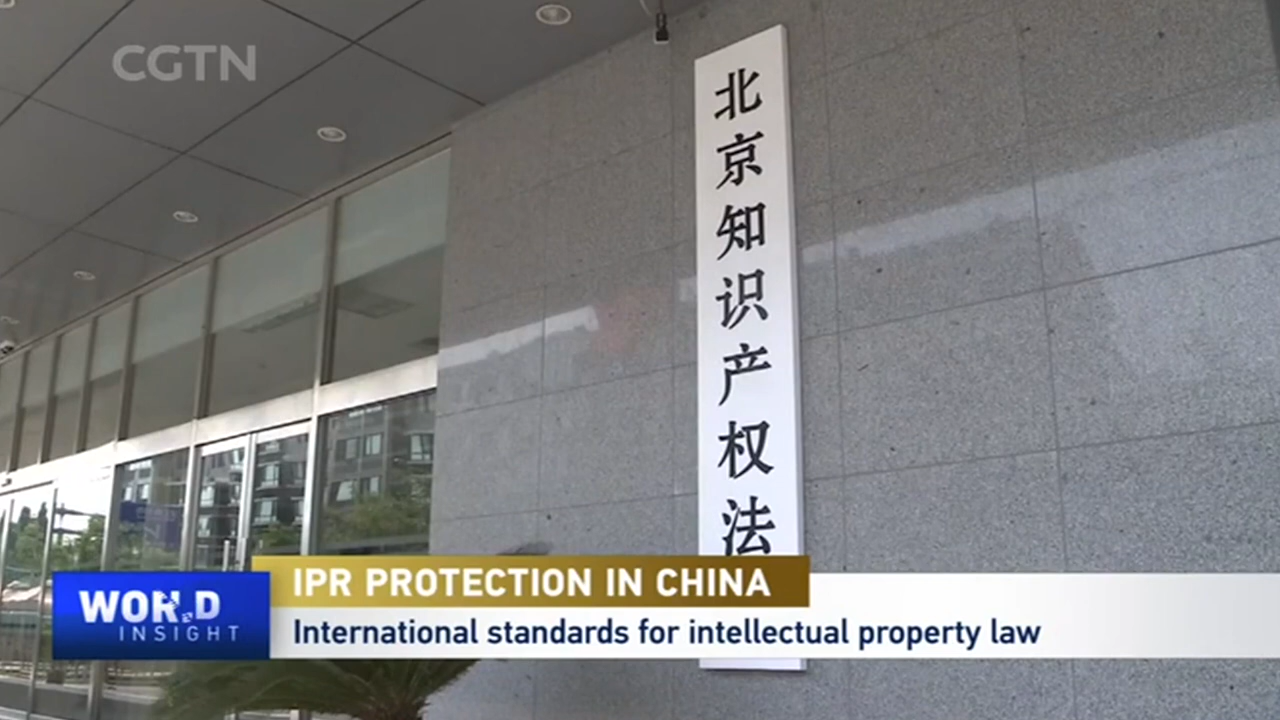 CGTN
北京知识产权法
IPR PROTECTION IN CHINA
WORLD
INSIGHT
International standards for intellectual property law